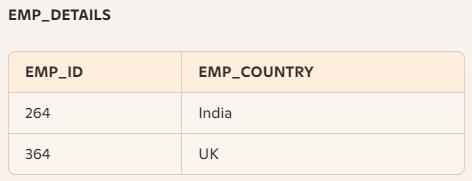 EMP_DETAILS
EMP_ID EMP_COUNTRY
264 India
364 UK